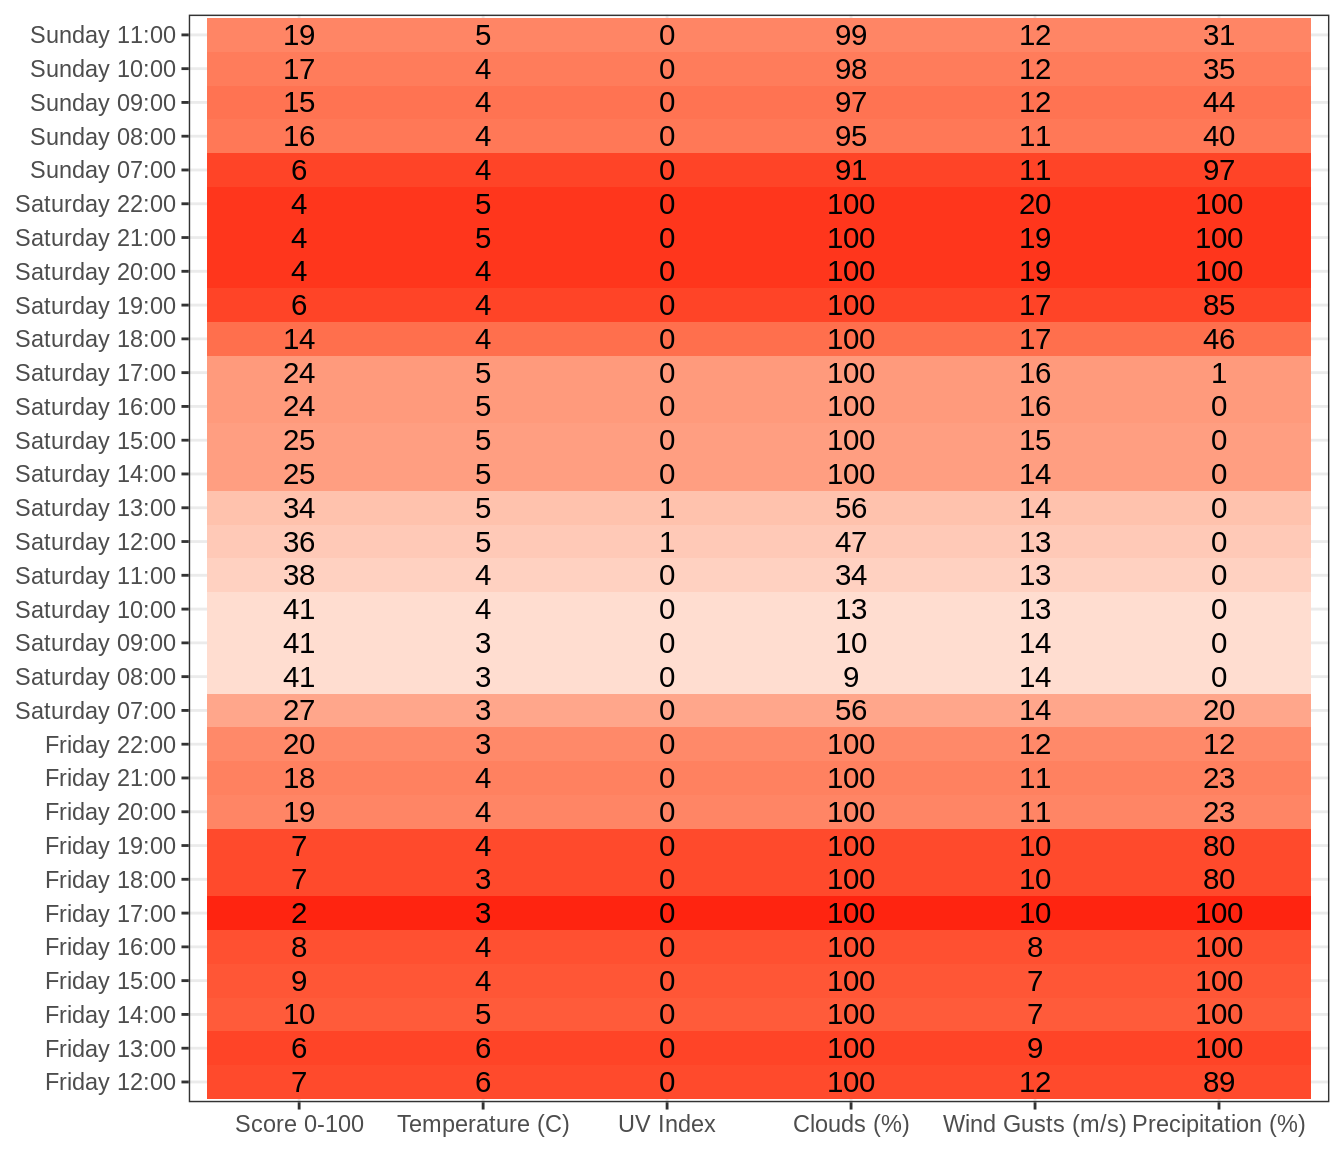 Sunday 11:00 19 5 0 99 12 31
Sunday 10:00 17 4 0 98 12 35
Sunday 09:00 15 4 0 97 12 44
Sunday 08:00 16 4 0 95 11 40
Sunday 07:00 6 4 0 91 11 97
Saturday 22:00 4 5 0 100 20 100
Saturday 21:00 4 5 0 100 19 100
Saturday 20:00 4 4 0 100 19 100
Saturday 19:00 6 4 0 100 17 85
Saturday 18:00 14 4 0 100 17 46
Saturday 17:00 24 5 0 100 16 1
Saturday 16:00 24 5 0 100 16 0
Saturday 15:00 25 5 0 100 15 0
Saturday 14:00 25 5 0 100 14 0
Saturday 13:00 34 5 1 56 14 0
Saturday 12:00 36 5 1 47 13 0
Saturday 11:00 38 4 0 34 13 0
Saturday 10:00 41 4 0 13 13 0
Saturday 09:00 41 3 0 10 14 0
Saturday 08:00 41 3 0 9 14 0
Saturday 07:00 27 3 0 56 14 20
Friday 22:00 20 3 0 100 12 12
Friday 21:00 18 4 0 100 11 23
Friday 20:00 19 4 0 100 11 23
Friday 19:00 7 4 0 100 10 80
Friday 18:00 7 3 0 100 10 80
Friday 17:00 2 3 0 100 10 100
Friday 16:00 8 4 0 100 8 100
Friday 15:00 9 4 0 100 7 100
Friday 14:00 10 5 0 100 7 100
Friday 13:00 6 6 0 100 9 100
Friday 12:00 7 6 0 100 12 89
Score 0-100 Temperature (C) UV Index Clouds (%) Wind Gusts (m/s) Precipitation (%)